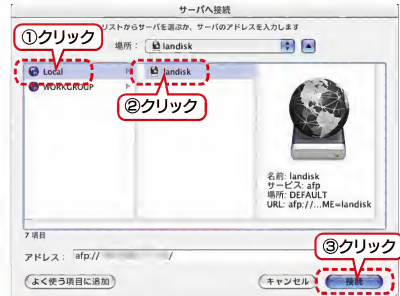 サーバへ接続
リストからサーバを選ぶか、サーバのアドレスを入力します
①クリック
場所： landisk
Local
landisk
WORKGROUP
②クリック
名前: landisk
サービス: afp
場所: DEFAULT
URL: afp://...ME=landisk
7 項目
③クリック
アドレス： afp:// /
よく使う項目に追加
キャンセル
接続